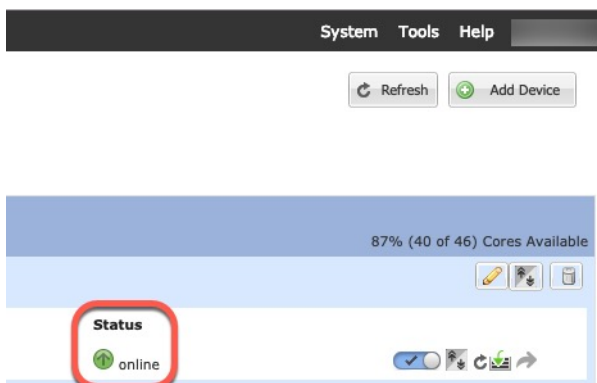 System Tools Help
Refresh Add Device
87% (40 of 46) Cores Available
Status
online